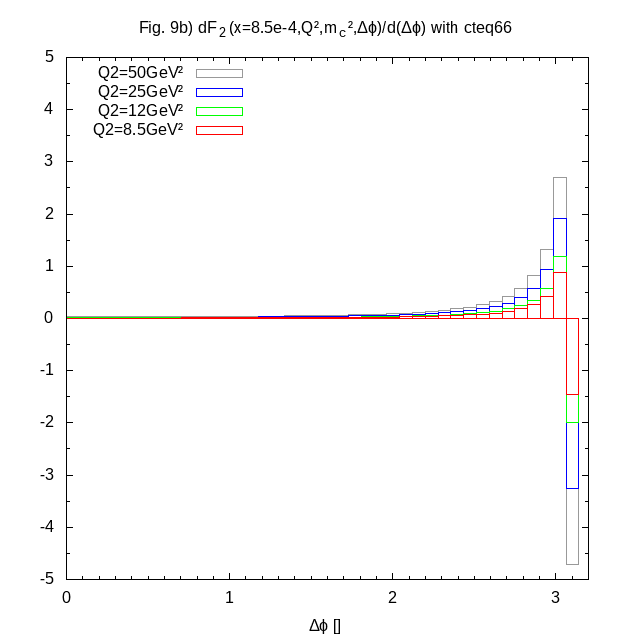 Fig. 9b) dF₂(x=8.5e-4,Q²,m_c²,Δϕ)/d(Δϕ) with cteq66
Q2=50GeV²
Q2=25GeV²
Q2=12GeV²
Q2=8.5GeV²
5
4
3
2
1
0
-1
-2
-3
-4
-5
0 1 2 3
Δϕ []